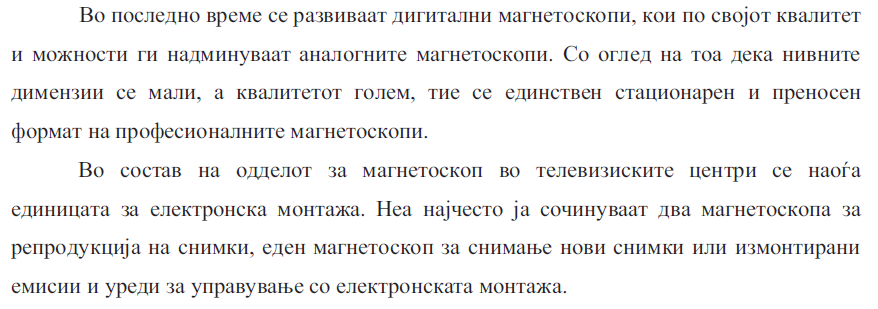 Во последно време се развиваат дигитални магнетоскопи, кои по својот квалитет
и можности ги надминуваат аналогните магнетоскопи. Со оглед на тоа дека нивните
димензии се мали, а квалитетот голем, тие се единствен стационарен и преносен
формат на професионалните магнетоскопи.
Во состав на одделот за магнетоскоп во телевизиските центри се наоѓа
единицата за електронска монтажа. Неа најчесто ја сочинуваат два магнетоскопа за
репродукција на снимки, еден магнетоскоп за снимање нови снимки или измонтирани
емисии и уреди за управување со електронската монтажа.